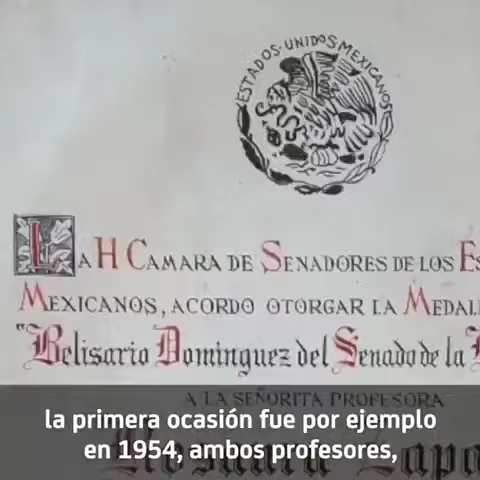 ESTADOS·UNIDOS MEXICANOS
LA H CAMARA DE SENADORES DE LOS
MEXICANOS, ACORDO OTORGAR LA
"Belisario Dominguez del Senado de la
A LA SEÑORITA PROFESORA
Rosaura
la primera ocasión fue por ejemplo
en 1954, ambos profesores,